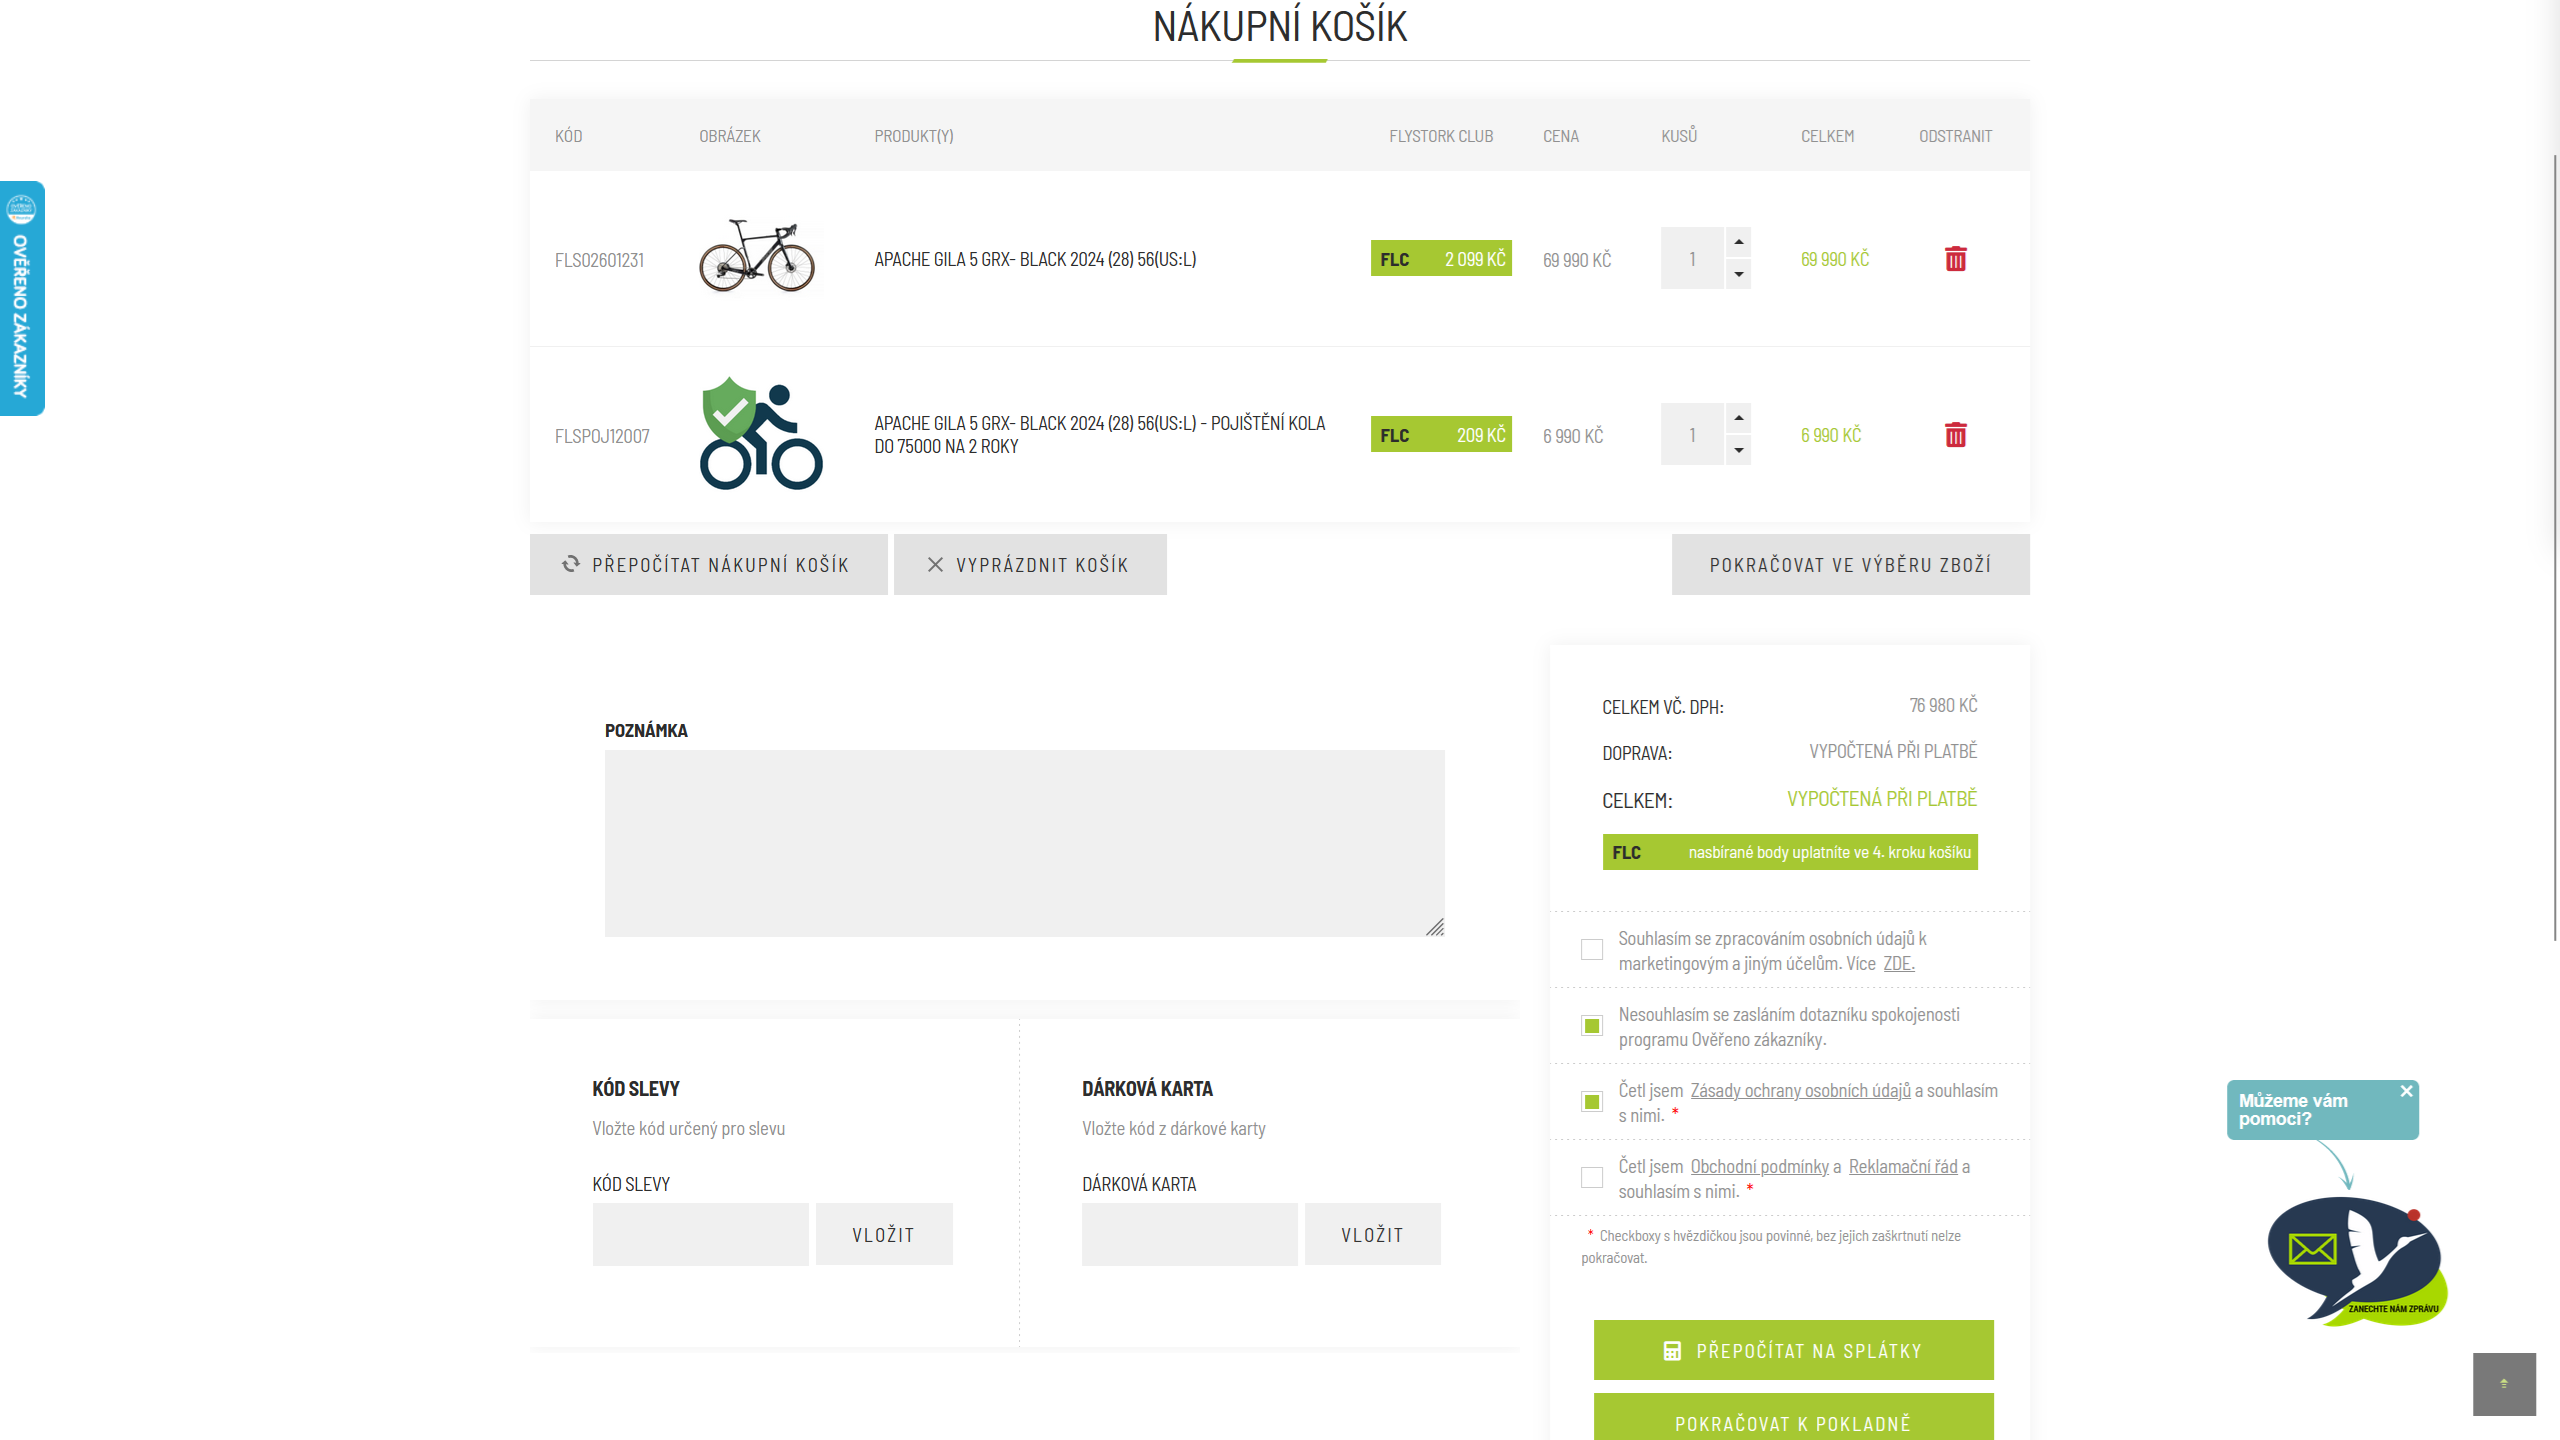 NÁKUPNÍ KOŠÍK
KÓD OBRÁZEK PRODUKT(Y) FLYSTORK CLUB CENA KUSŮ CELKEM ODSTRANIT
FLS02601231 APACHE GILA 5 GRX- BLACK 2024 (28) 56(US:L) FLC 2 099 KČ 69 990 KČ 1 69 990 KČ
OVĚŘENO ZÁKAZNÍKY
FLSPOJ12007 APACHE GILA 5 GRX- BLACK 2024 (28) 56(US:L) - POJIŠTĚNÍ KOLA
DO 75000 NA 2 ROKY FLC 209 KČ 6 990 KČ 1 6 990 KČ
PŘEPOČÍTAT NÁKUPNÍ KOŠÍK VYPRÁZDNIT KOŠÍK POKRAČOVAT VE VÝBĚRU ZBOŽÍ
POZNÁMKA
KÓD SLEVY
Vložte kód určený pro slevu
KÓD SLEVY
VLOŽIT
DÁRKOVÁ KARTA
Vložte kód z dárkové karty
DÁRKOVÁ KARTA
VLOŽIT
CELKEM VČ. DPH: 76 980 KČ
DOPRAVA: VYPOČTENÁ PŘI PLATBĚ
CELKEM: VYPOČTENÁ PŘI PLATBĚ
FLC nasbírané body uplatníte ve 4. kroku košíku
Souhlasím se zpracováním osobních údajů k
marketingovým a jiným účelům. Více ZDE.
Nesouhlasím se zasláním dotazníku spokojenosti
programu Ověřeno zákazníky.
Četl jsem Zásady ochrany osobních údajů a souhlasím
s nimi. *
Četl jsem Obchodní podmínky a Reklamační řád a
souhlasím s nimi. *
* Checkboxy s hvězdičkou jsou povinné, bez jejich zaškrtnutí nelze
pokračovat.
PŘEPOČÍTAT NA SPLÁTKY
POKRAČOVAT K POKLADNĚ
Můžeme vám
pomoci?
ZANECHTE NÁM ZPRÁVU